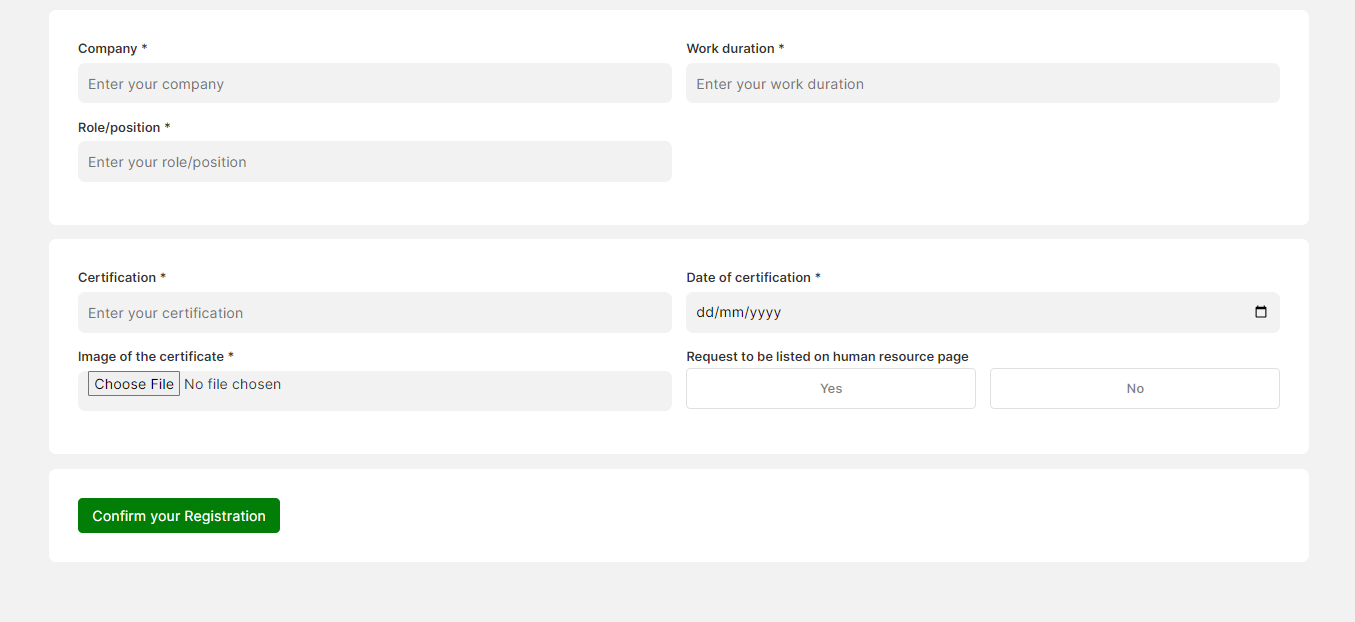 Company * Work duration *
Enter your company Enter your work duration
Role/position *
Enter your role/position
Certification * Date of certification *
Enter your certification dd/mm/yyyy
Image of the certificate * Request to be listed on human resource page
Choose File No file chosen Yes No
Confirm your Registration